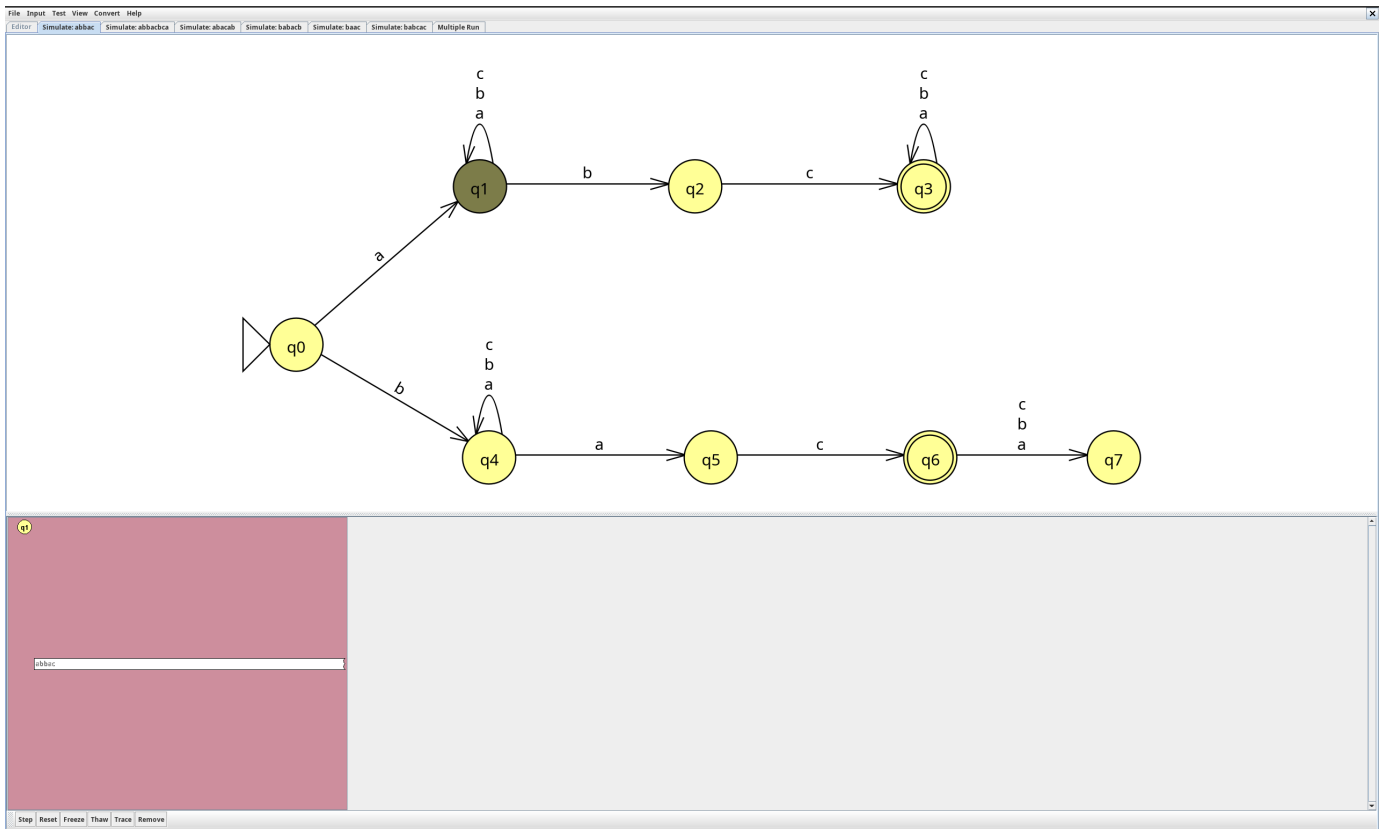 File Input Test View Convert Help
Editor Simulate: abbac Simulate: abbacbca Simulate: abacab Simulate: babacb Simulate: baac Simulate: babcac Multiple Run
c c
b b
a a
q1 b q2 c q3
a
q0
b
c
b
a
c
b
a
q4 a q5 c q6 q7
q1
abbac
Step Reset Freeze Thaw Trace Remove